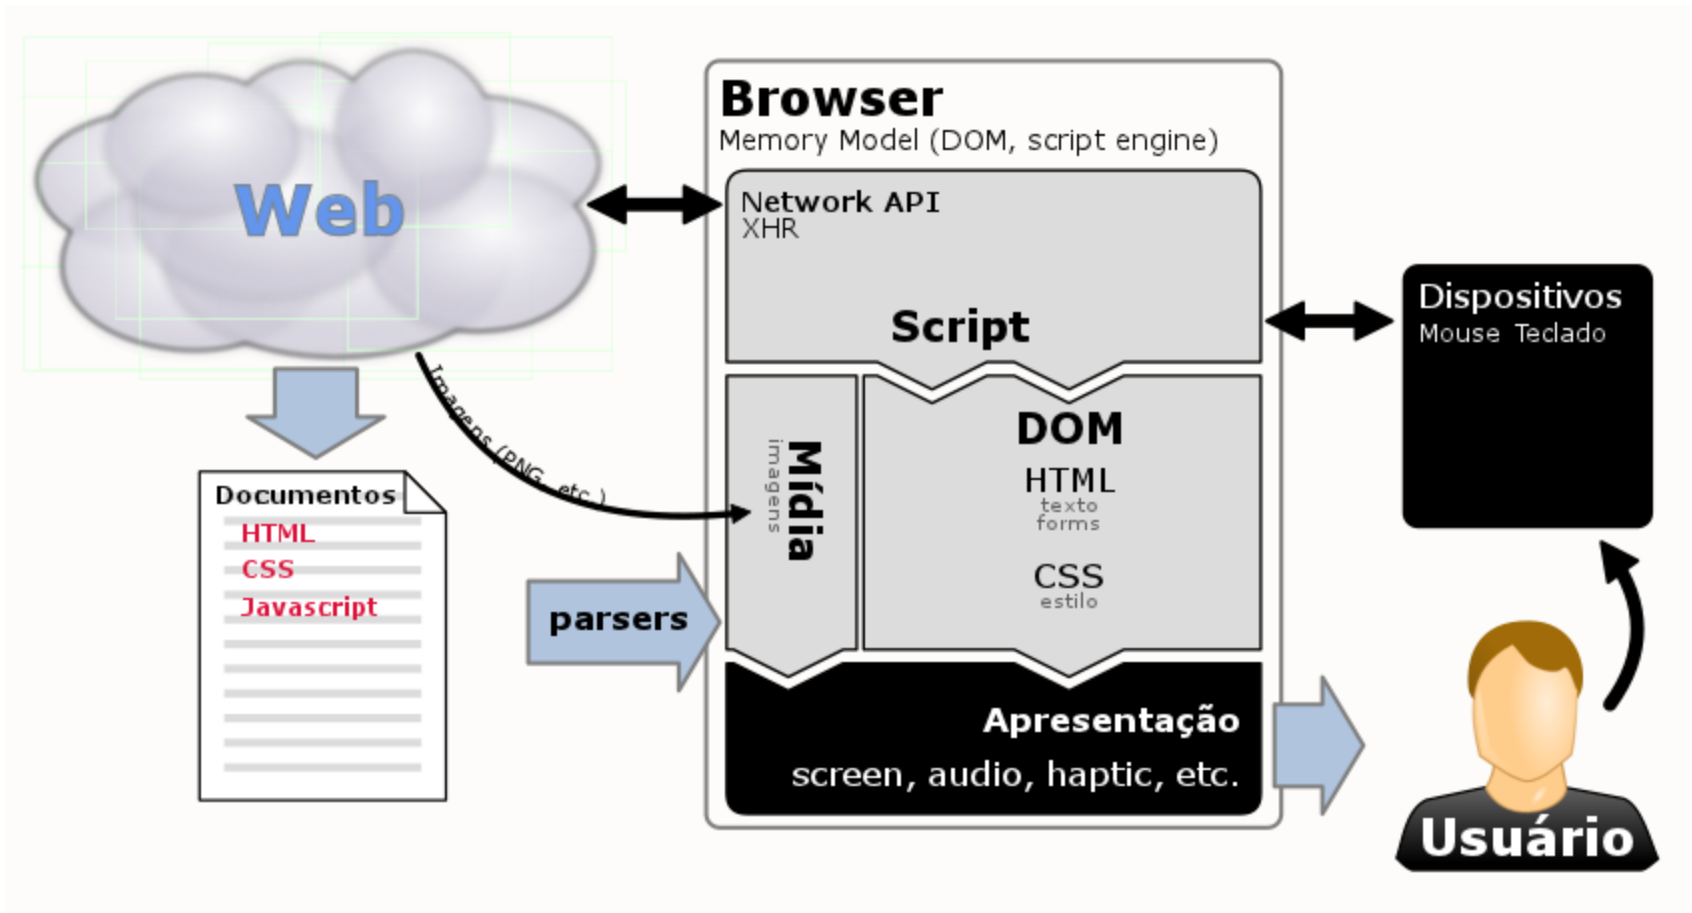 Web
Imagens (PNG, etc.)
Documentos
HTML
CSS
Javascript
parsers
Browser
Memory Model (DOM, script engine)
Network API
XHR
Script
Mídia
imagens
DOM
HTML
texto
forms
CSS
estilo
Apresentação
screen, audio, haptic, etc.
Dispositivos
Mouse Teclado
Usuário